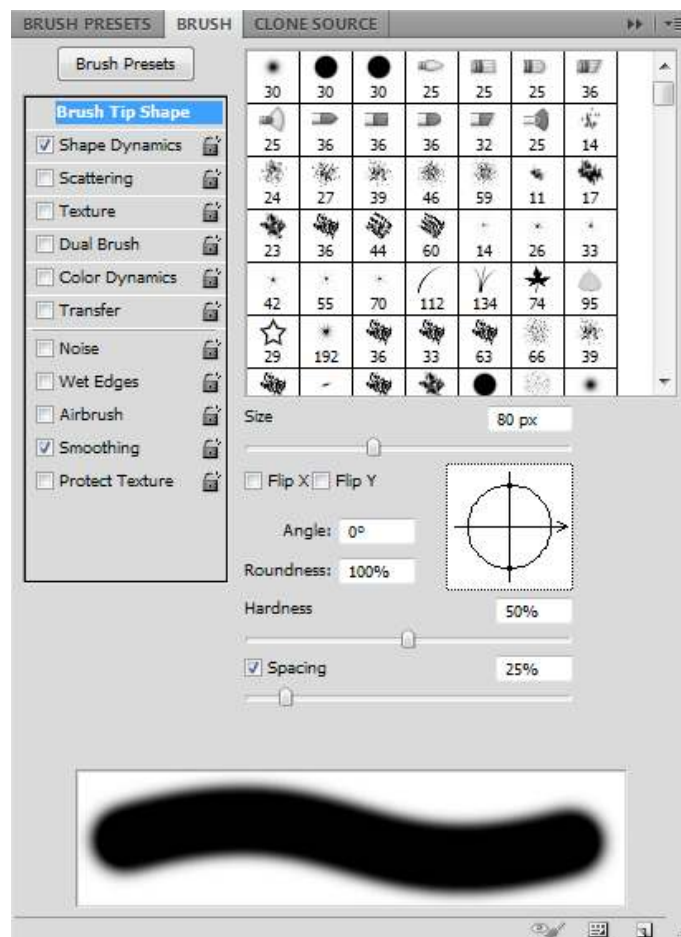 BRUSH PRESETS BRUSH CLONE SOURCE
Brush Presets
Brush Tip Shape
Shape Dynamics
Scattering
Texture
Dual Brush
Color Dynamics
Transfer
Noise
Wet Edges
Airbrush
Smoothing
Protect Texture
30 30 30 25 25 25 36
25 36 36 36 32 25 14
24 27 39 46 59 11 17
23 36 44 60 14 26 33
42 55 70 112 134 74 95
29 192 36 33 63 66 39
Size 80 px
Flip X Flip Y
Angle: 0º
Roundness: 100%
Hardness 50%
Spacing 25%